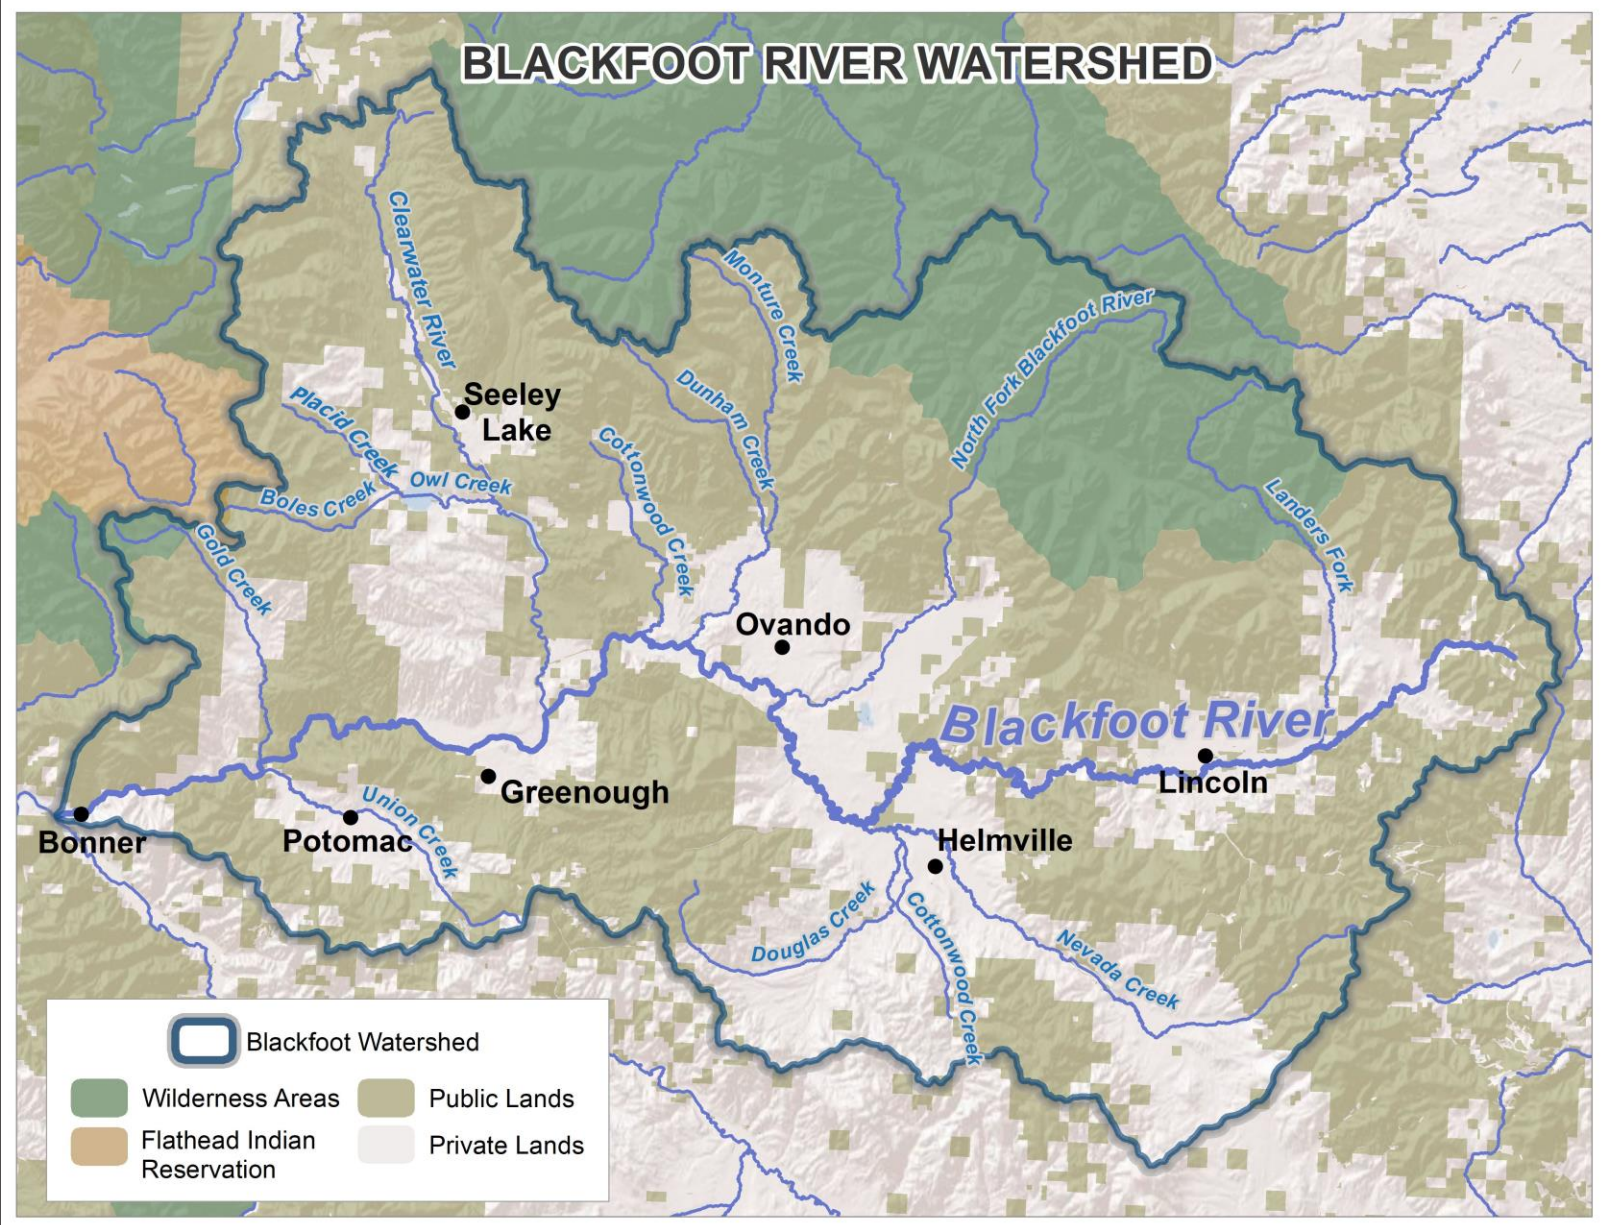 BLACKFOOT RIVER WATERSHED
Clearwater River
Monture Creek
North Fork Blackfoot River
Seeley
Lake
Placid Creek
Dunham Creek
Cottonwood Creek
Owl Creek
Boles Creek
Landers Fork
Gold Creek
Ovando
Blackfoot River
Lincoln
Greenough
Union Creek
Potomac
Bonner
Helmville
Douglas Creek
Cottonwood Creek
Nevada Creek
Blackfoot Watershed
Wilderness Areas
Public Lands
Flathead Indian
Reservation
Private Lands